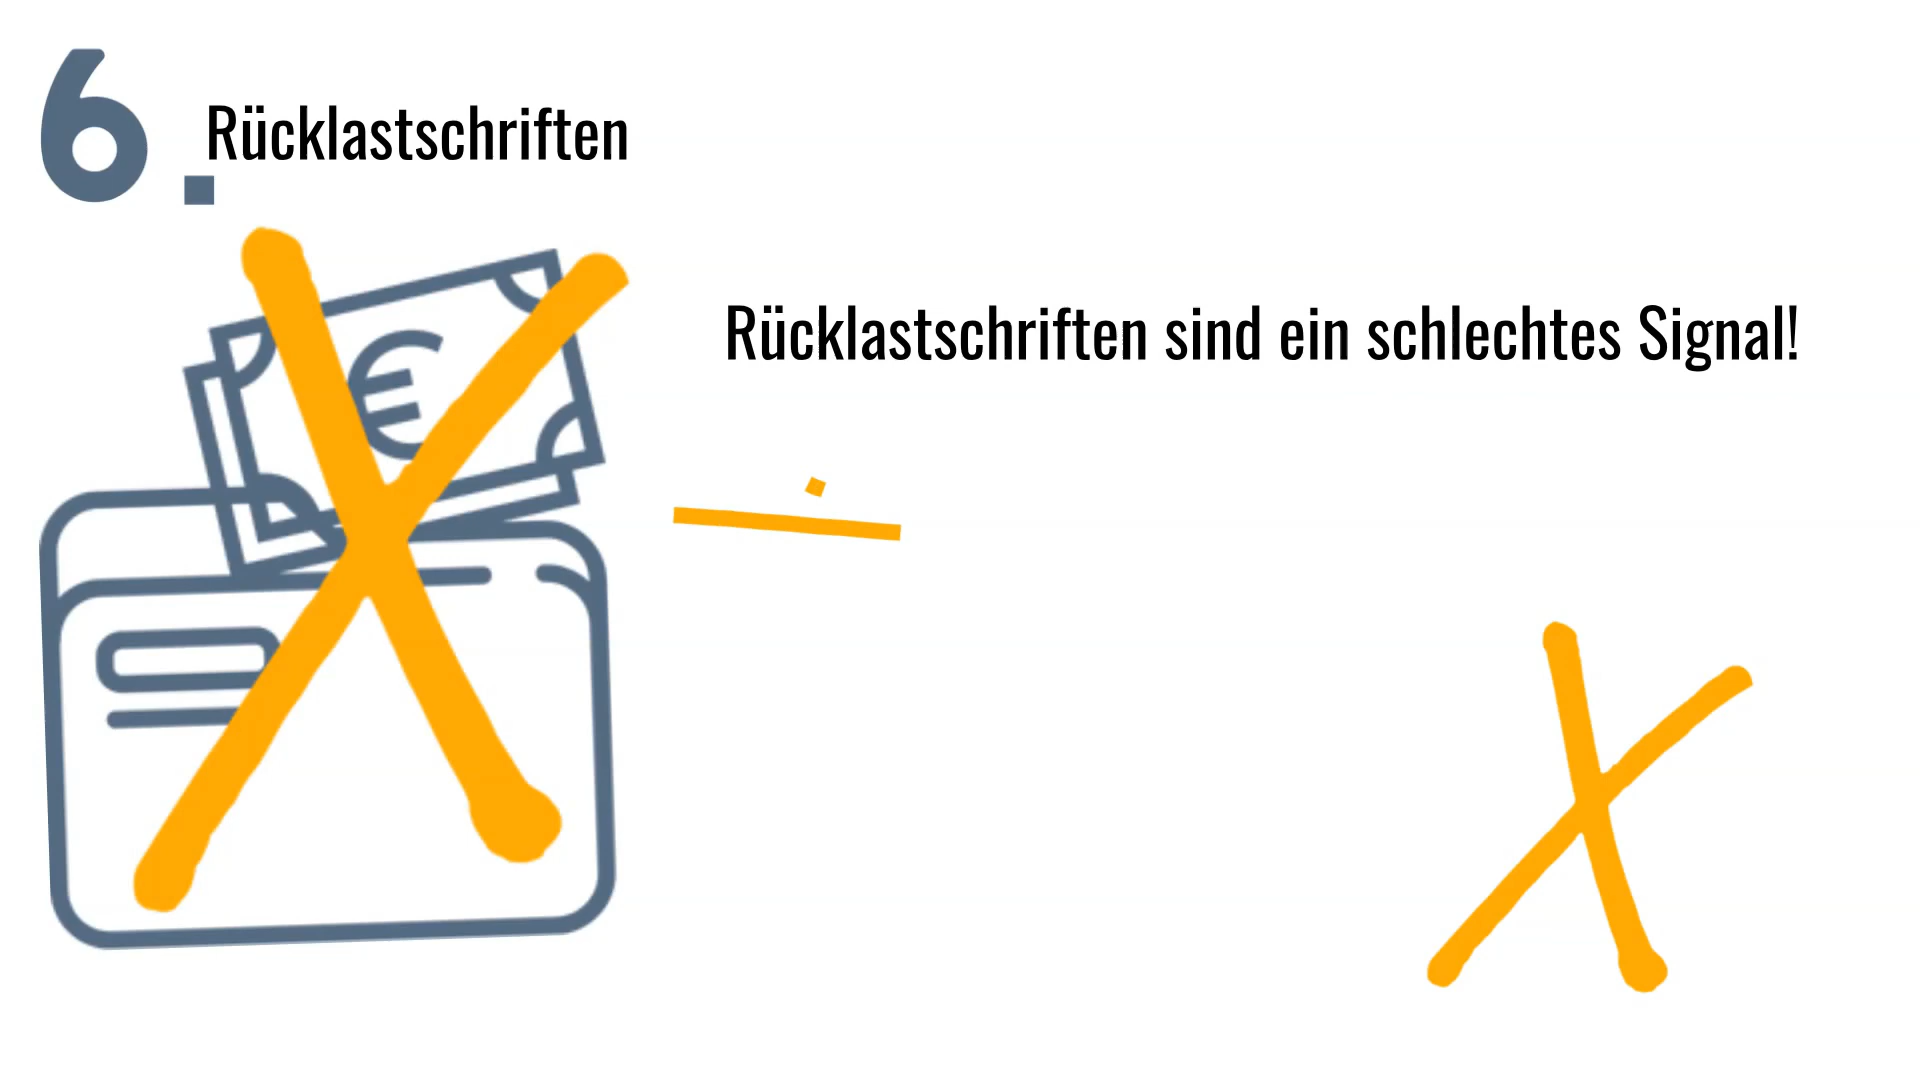 6. Rücklastschriften
Rücklastschriften sind ein schlechtes Signal!
€